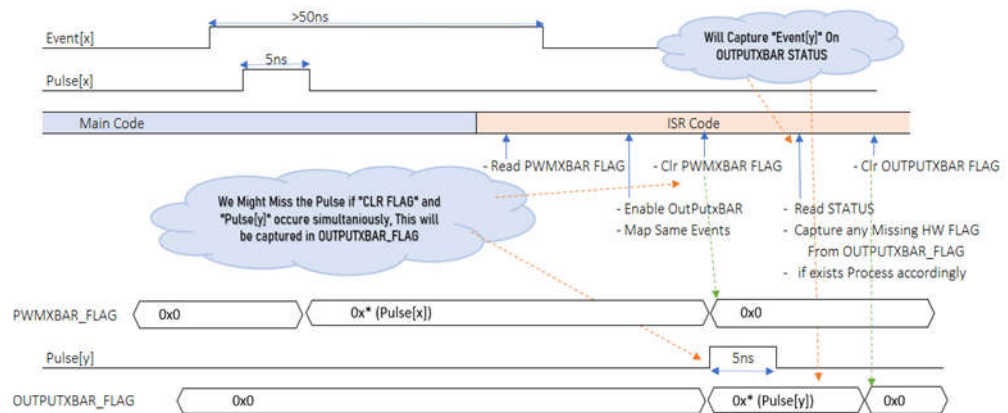 >50ns
Event[x]
Will Capture "Event[y]" On
OUTPUTXBAR STATUS
5ns
Pulse[x]
Main Code
ISR Code
- Read PWMXBAR FLAG
- Clr PWMXBAR FLAG
- Clr OUTPUTXBAR FLAG
We Might Miss the Pulse if "CLR FLAG" and
"Pulse[y]" occure simultaniously, This will
be captured in OUTPUTXBAR_FLAG
- Enable OutPutxBAR
- Map Same Events
- Read STATUS
- Capture any Missing HW FLAG
From OUTPUTXBAR_FLAG
- if exists Process accordingly
PWMXBAR_FLAG
0x0
0x* (Pulse[x])
0x0
Pulse[y]
5ns
OUTPUTXBAR_FLAG
0x0
0x* (Pulse[y])
0x0